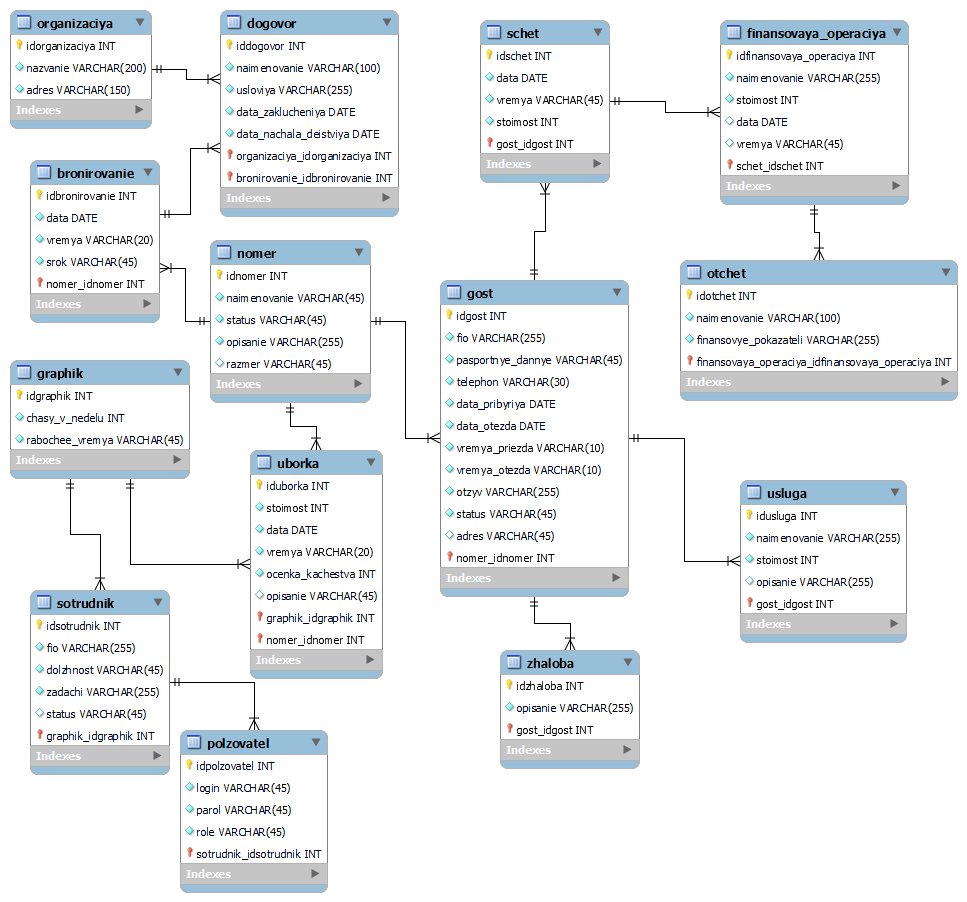 organizaciya
idorganizaciya INT
nazvanie VARCHAR(200)
adres VARCHAR(150)
Indexes
dogovor
iddogovor INT
naimenovanie VARCHAR(100)
usloviya VARCHAR(255)
data_zaklucheniya DATE
data_nachala_deistviya DATE
organizaciya_idorganizaciya INT
bronirovanie_idbronirovanie INT
Indexes
schet
idschet INT
data DATE
vremya VARCHAR(45)
stoimost INT
gost_idgost INT
Indexes
finansovaya_operaciya
idfinansovaya_operaciya INT
naimenovanie VARCHAR(255)
stoimost INT
data DATE
vremya VARCHAR(45)
schet_idschet INT
Indexes
bronirovanie
idbronirovanie INT
data DATE
vremya VARCHAR(20)
srok VARCHAR(45)
nomer_idnomer INT
Indexes
nomer
idnomer INT
naimenovanie VARCHAR(45)
status VARCHAR(45)
opisanie VARCHAR(255)
razmer VARCHAR(45)
Indexes
otchet
idotchet INT
naimenovanie VARCHAR(100)
finansovye_pokazateli VARCHAR(255)
finansovaya_operaciya_idfinansovaya_operaciya INT
Indexes
gost
idgost INT
fio VARCHAR(255)
pasportnye_dannye VARCHAR(45)
telephon VARCHAR(30)
data_pribyriya DATE
data_otezda DATE
vremya_priezda VARCHAR(10)
vremya_otezda VARCHAR(10)
otzyv VARCHAR(255)
status VARCHAR(45)
adres VARCHAR(45)
nomer_idnomer INT
Indexes
graphik
idgraphik INT
chasy_v_nedelu INT
rabochee_vremya VARCHAR(45)
Indexes
uborka
iduborka INT
stoimost INT
data DATE
vremya VARCHAR(20)
ocenka_kachestva INT
opisanie VARCHAR(45)
graphik_idgraphik INT
nomer_idnomer INT
Indexes
usluga
idusluga INT
naimenovanie VARCHAR(255)
stoimost INT
opisanie VARCHAR(255)
gost_idgost INT
Indexes
sotrudnik
idsotrudnik INT
fio VARCHAR(255)
dolzhnost VARCHAR(45)
zadachi VARCHAR(255)
status VARCHAR(45)
graphik_idgraphik INT
Indexes
zhaloba
idzhaloba INT
opisanie VARCHAR(255)
gost_idgost INT
Indexes
polzovatel
idpolzovatel INT
login VARCHAR(45)
parol VARCHAR(45)
role VARCHAR(45)
sotrudnik_idsotrudnik INT
Indexes